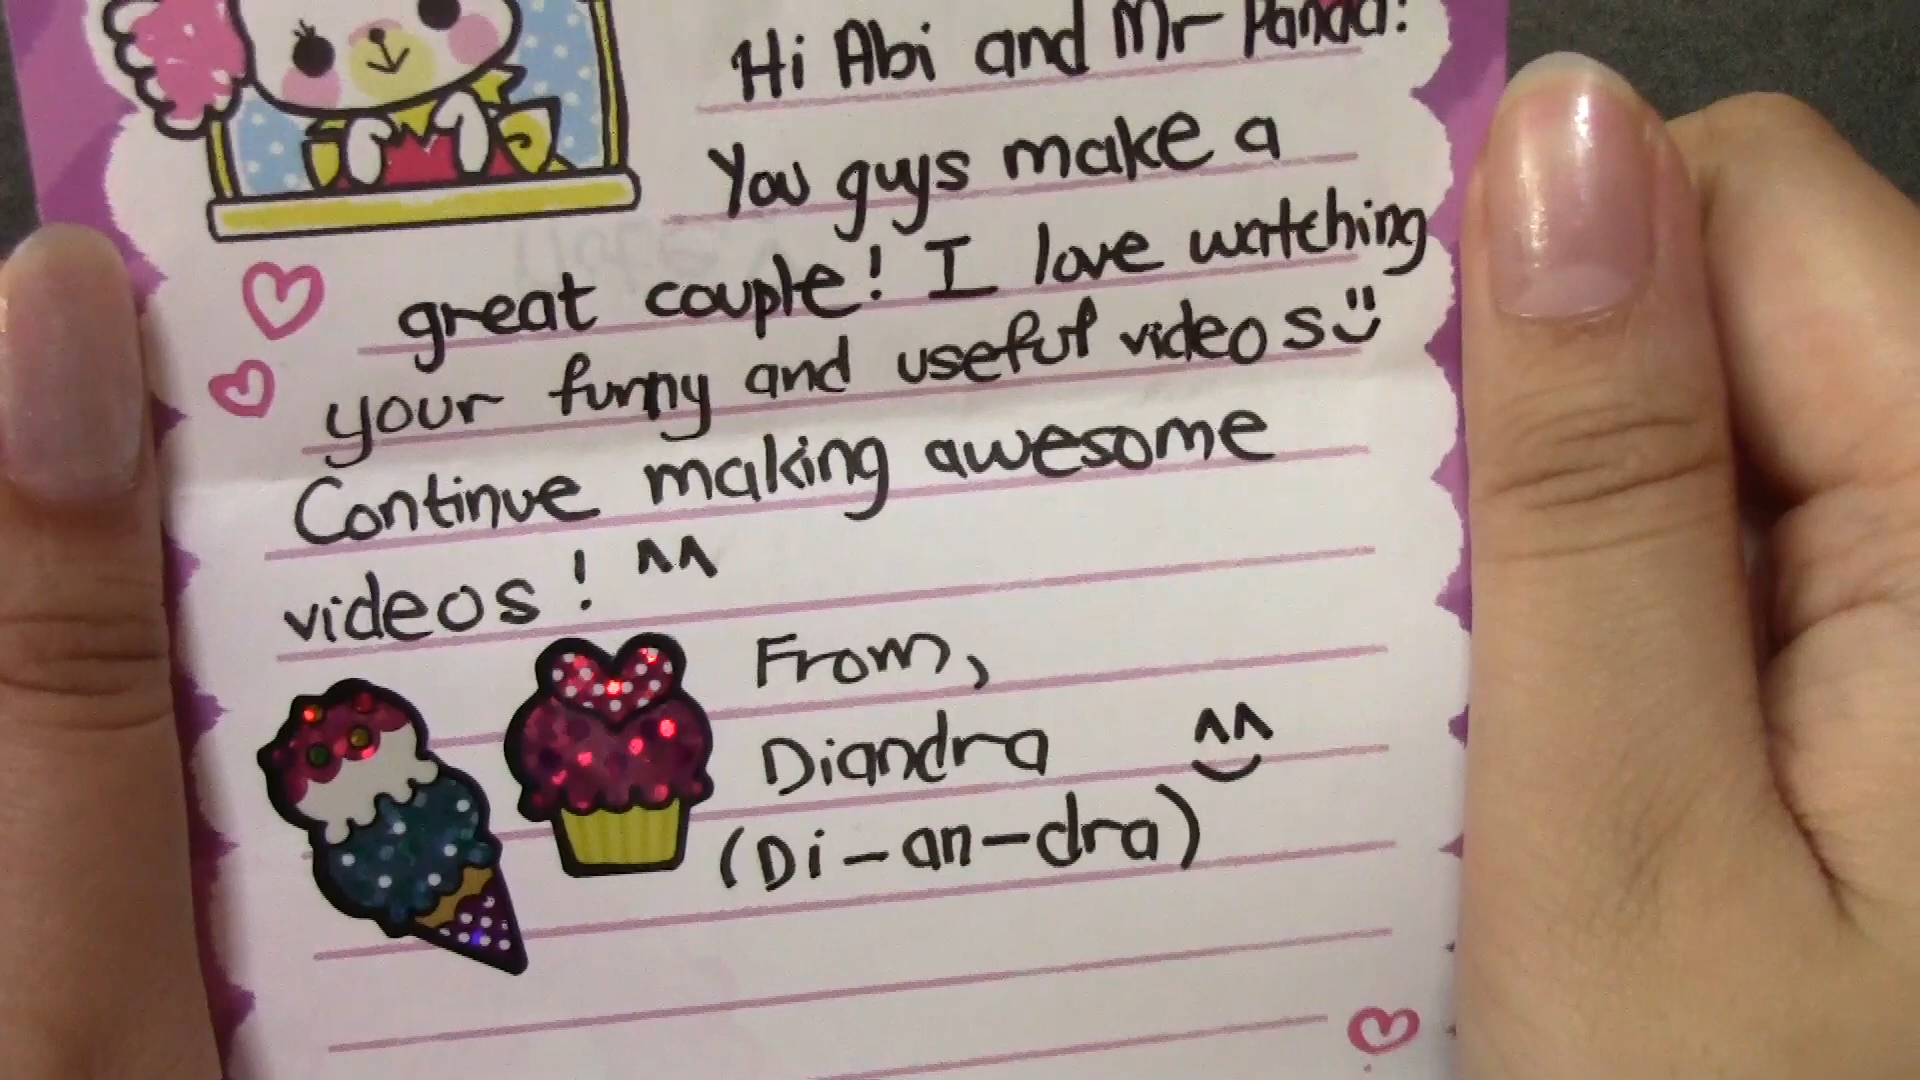 Hi Abi and Mr Panda!
You guys make a
great couple! I love watching
your funny and useful videos
Continue making awesome
videos! ^^
From,
Diandra ^^
(Di-an-dra)